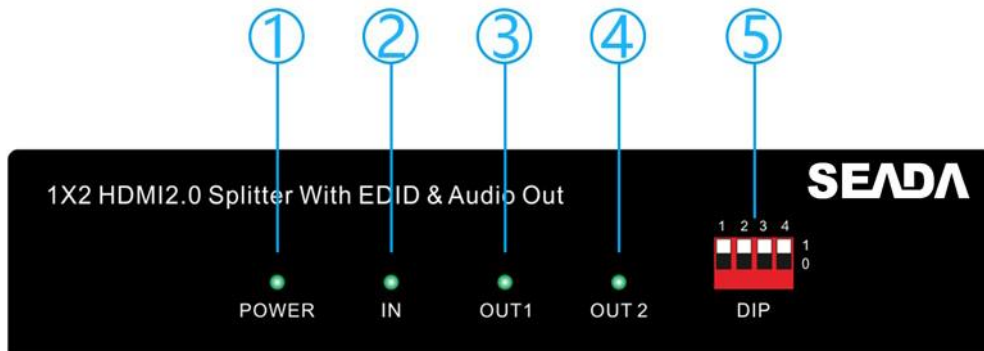 ① ② ③ ④ ⑤
SEADA
1X2 HDMI2.0 Splitter With EDID & Audio Out
1 2 3 4
1
0
POWER IN OUT1 OUT 2 DIP